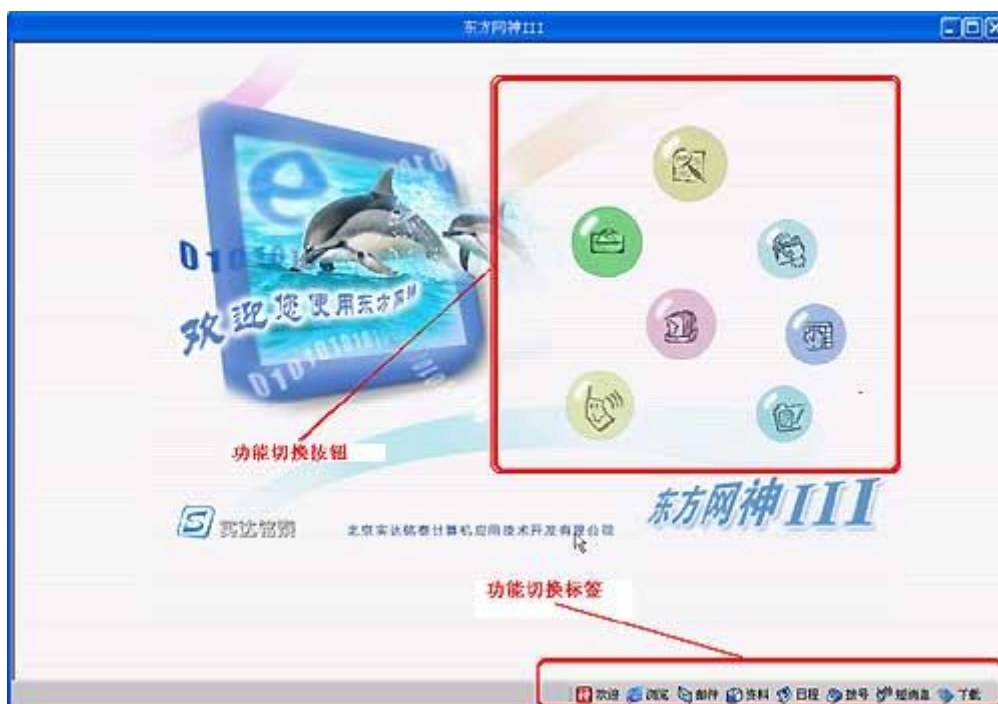 东方网神III
e
010101
01010
欢迎您使用东方网神
010101010
功能切换按钮
实达铭泰
北京实达铭泰计算机应用技术开发有限公司
东方网神III
功能切换标签
欢迎 浏览 邮件 资料 日程 拨号 短消息 下载